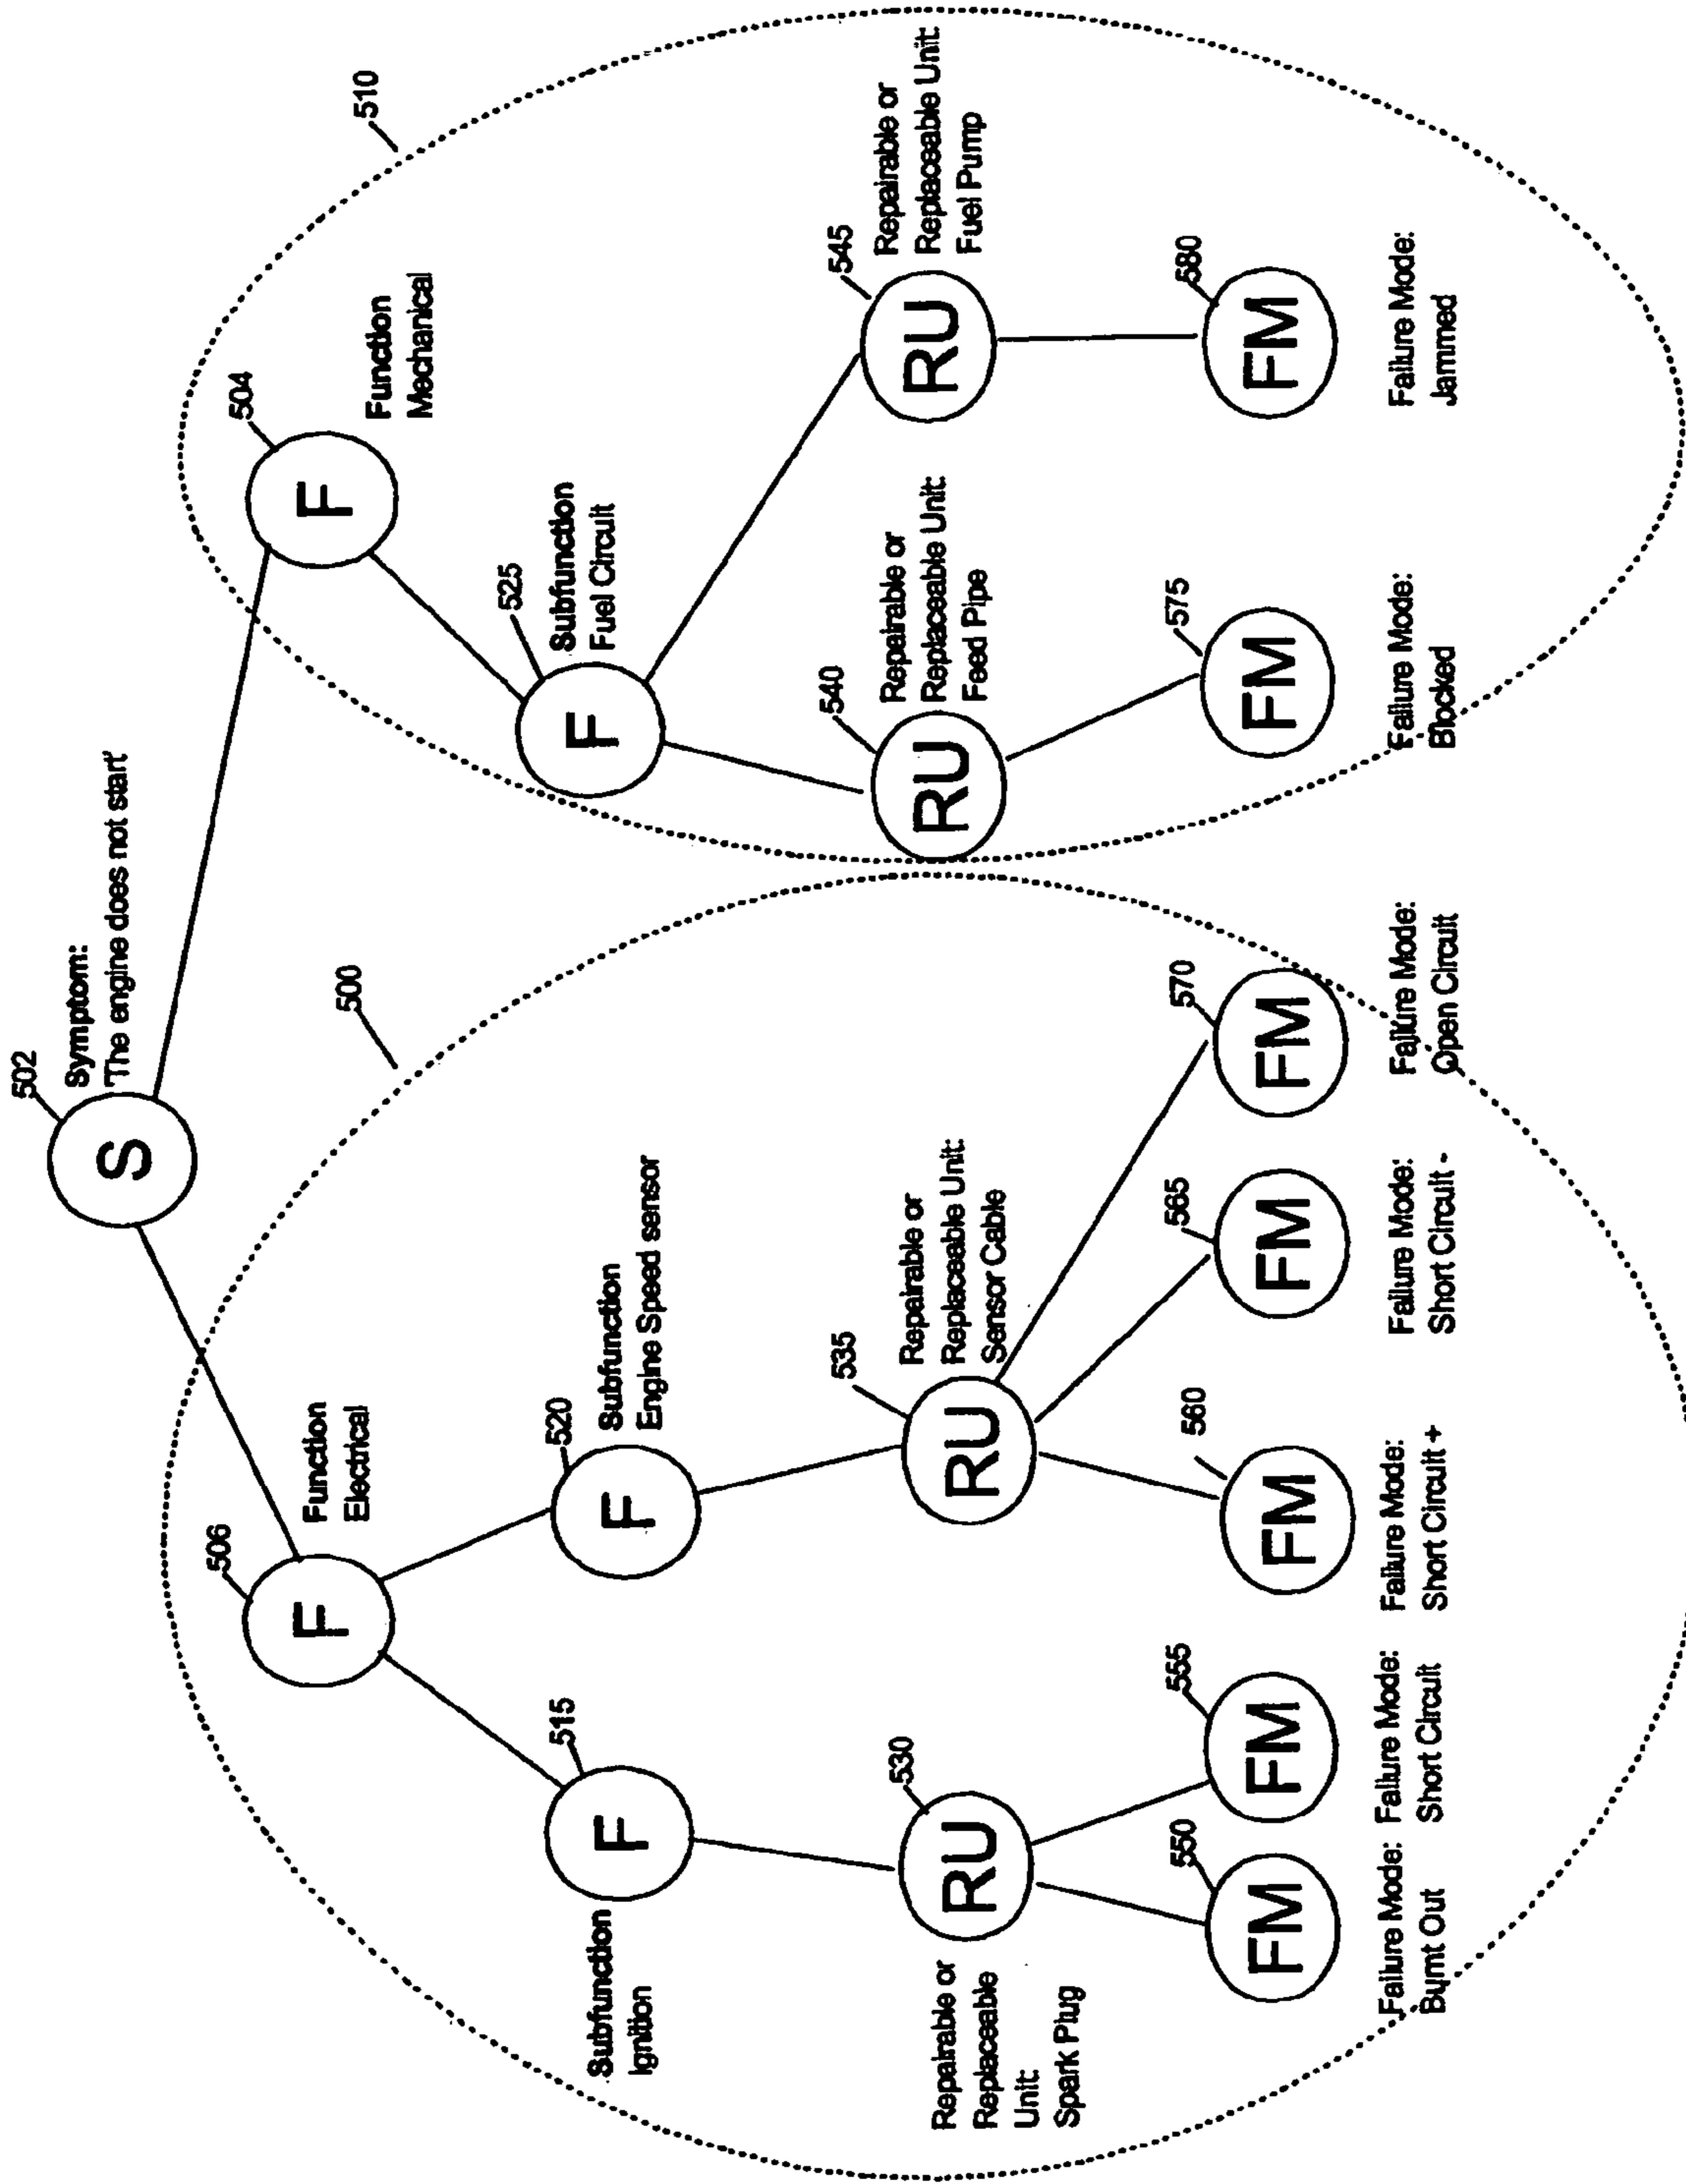 502
S
Symptom:
'The engine does not start'
500
510
506
F
Function
Electrical
504
F
Function
Mechanical
515
F
Subfunction
Ignition
520
F
Subfunction
Engine Speed sensor
525
F
Subfunction
Fuel Circuit
530
RU
Repairable or
Replaceable
Unit:
Spark Plug
535
RU
Repairable or
Replaceable Unit:
Sensor Cable
540
RU
Repairable or
Replaceable Unit:
Feed Pipe
545
RU
Repairable or
Replaceable Unit:
Fuel Pump
550
FM
Failure Mode:
Burnt Out
555
FM
Failure Mode:
Short Circuit
560
FM
Failure Mode:
Short Circuit +
565
FM
Failure Mode:
Short Circuit -
570
FM
Failure Mode:
Open Circuit
575
FM
Failure Mode:
Blocked
580
FM
Failure Mode:
Jammed